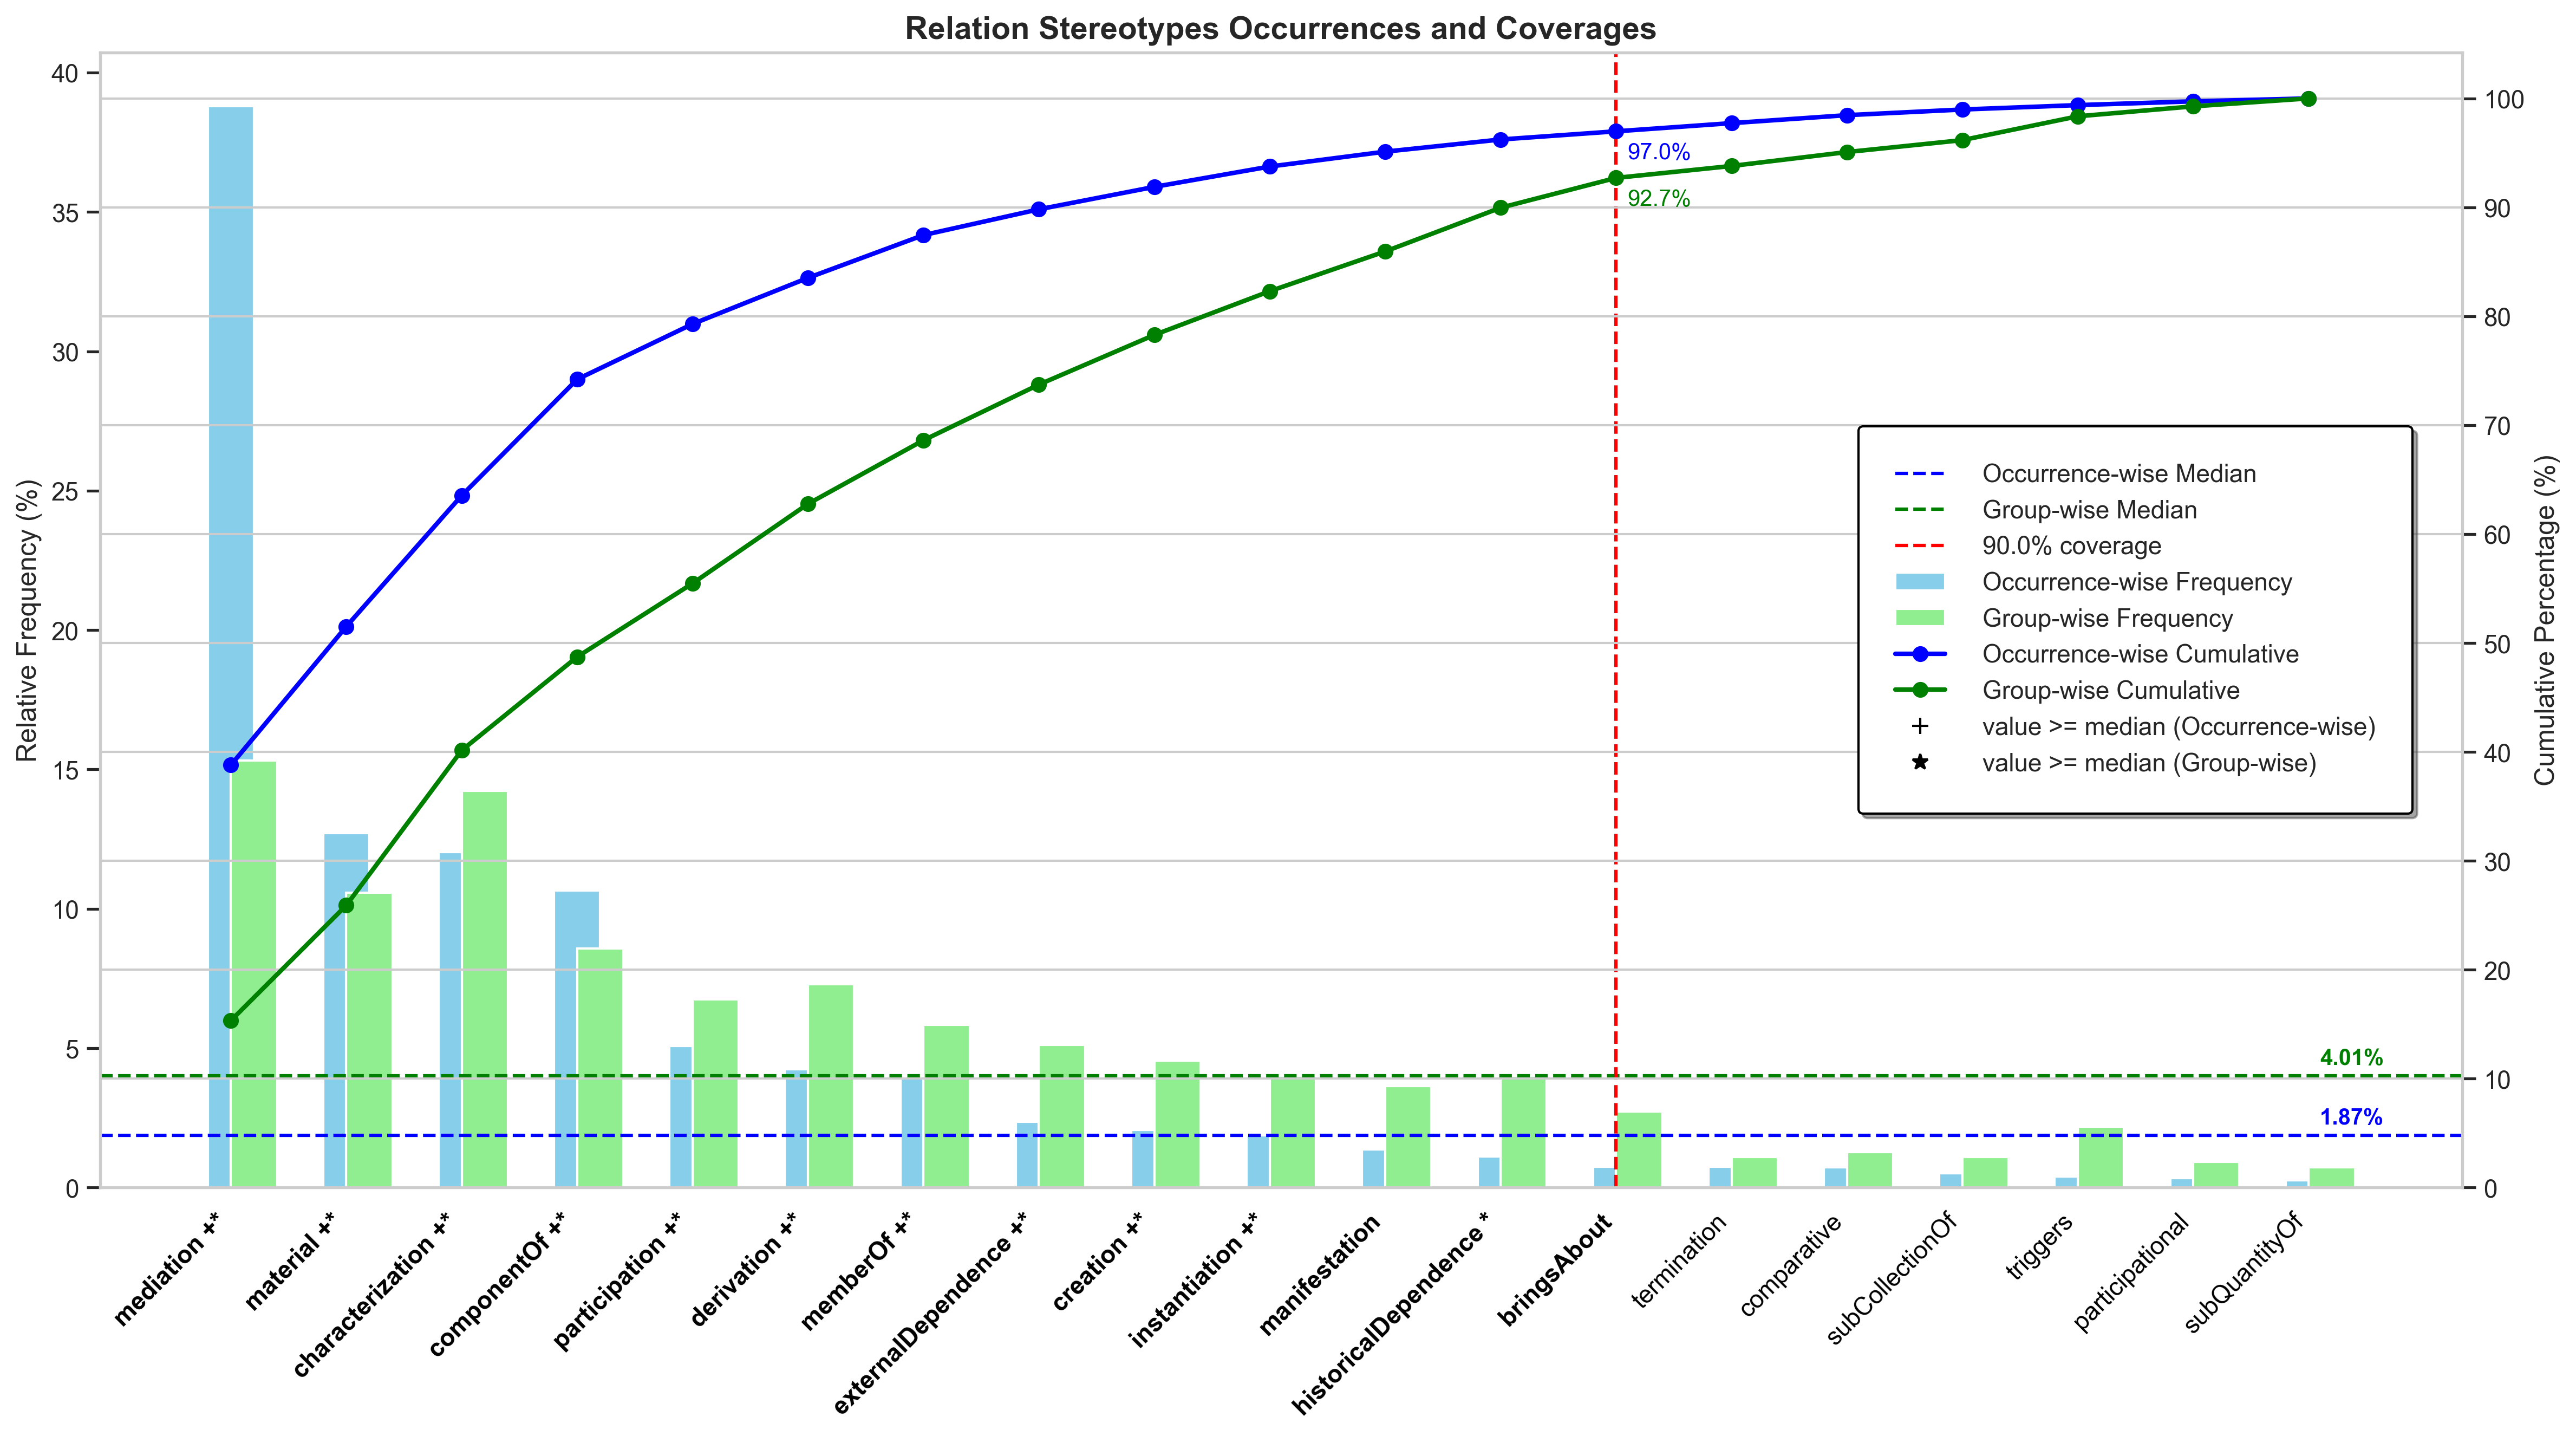 Relation Stereotypes Occurrences and Coverages
Relative Frequency (%)
40
35
30
25
20
15
10
5
0
97.0%
92.7%
4.01%
1.87%
100
90
80
70
60
50
40
30
20
10
0
Cumulative Percentage (%)
Occurrence-wise Median
Group-wise Median
90.0% coverage
Occurrence-wise Frequency
Group-wise Frequency
Occurrence-wise Cumulative
Group-wise Cumulative
+ value >= median (Occurrence-wise)
★ value >= median (Group-wise)
mediation +*
material +*
characterization +*
componentOf +*
participation +*
derivation +*
memberOf +*
externalDependence +*
creation +*
instantiation +*
manifestation
historicalDependence *
bringsAbout
termination
comparative
subCollectionOf
triggers
participational
subQuantityOf